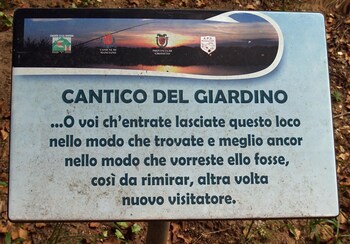 CANTICO DEL GIARDINO
...O voi ch'entrate lasciate questo loco
nello modo che trovate e meglio ancor
nello modo che vorreste ello fosse,
così da rimirar, altra volta
nuovo visitatore.